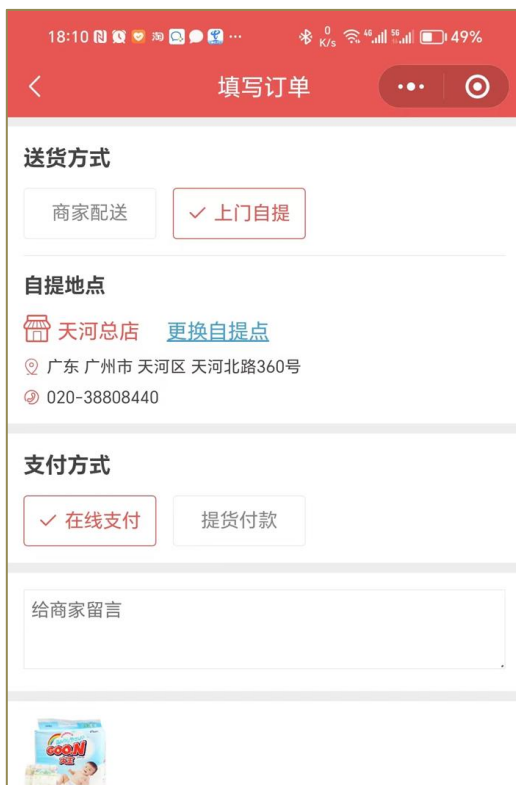 18:10 0 K/s 4G 5G 49%
填写订单
送货方式
商家配送 上门自提
自提地点
天河总店 更换自提点
广东 广州市 天河区 天河北路360号
020-38808440
支付方式
在线支付 提货付款
给商家留言
GOO.N